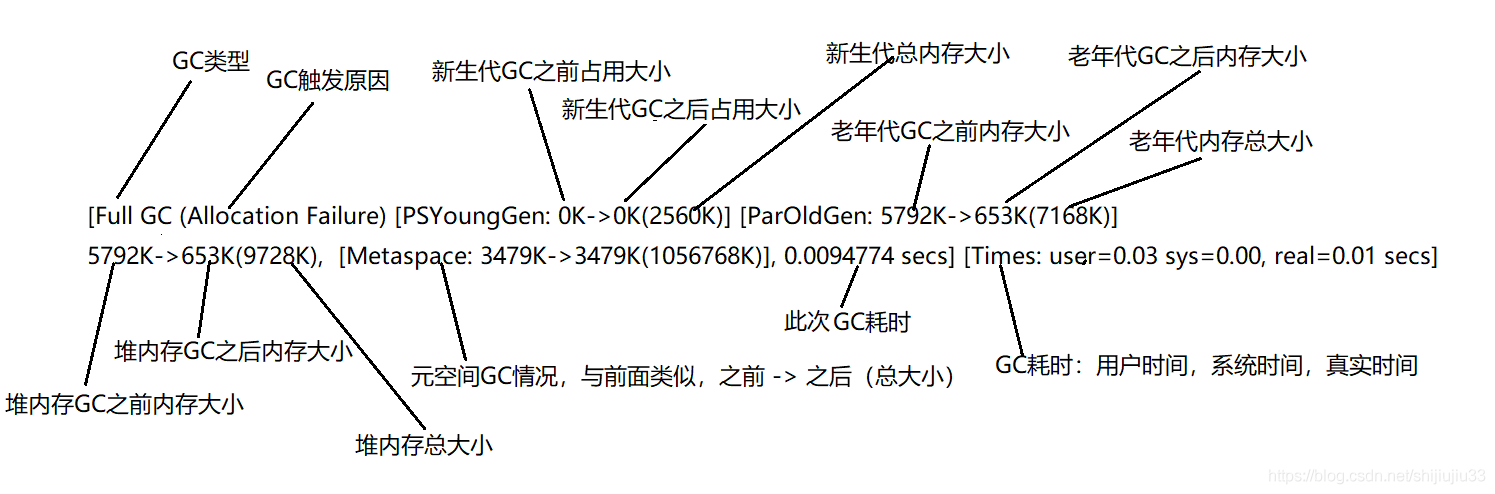 GC类型
GC触发原因
新生代GC之前占用大小
新生代GC之后占用大小
新生代总内存大小
老年代GC之前内存大小
老年代GC之后内存大小
老年代内存总大小
[Full GC (Allocation Failure) [PSYoungGen: 0K->0K(2560K)] [ParOldGen: 5792K->653K(7168K)]
5792K->653K(9728K), [Metaspace: 3479K->3479K(1056768K)], 0.0094774 secs] [Times: user=0.03 sys=0.00, real=0.01 secs]
此次 GC耗时
堆内存GC之后内存大小
元空间GC情况，与前面类似，之前 -> 之后（总大小）
GC耗时：用户时间，系统时间，真实时间
堆内存GC之前内存大小
堆内存总大小
https://blog.csdn.net/shijiujiu33